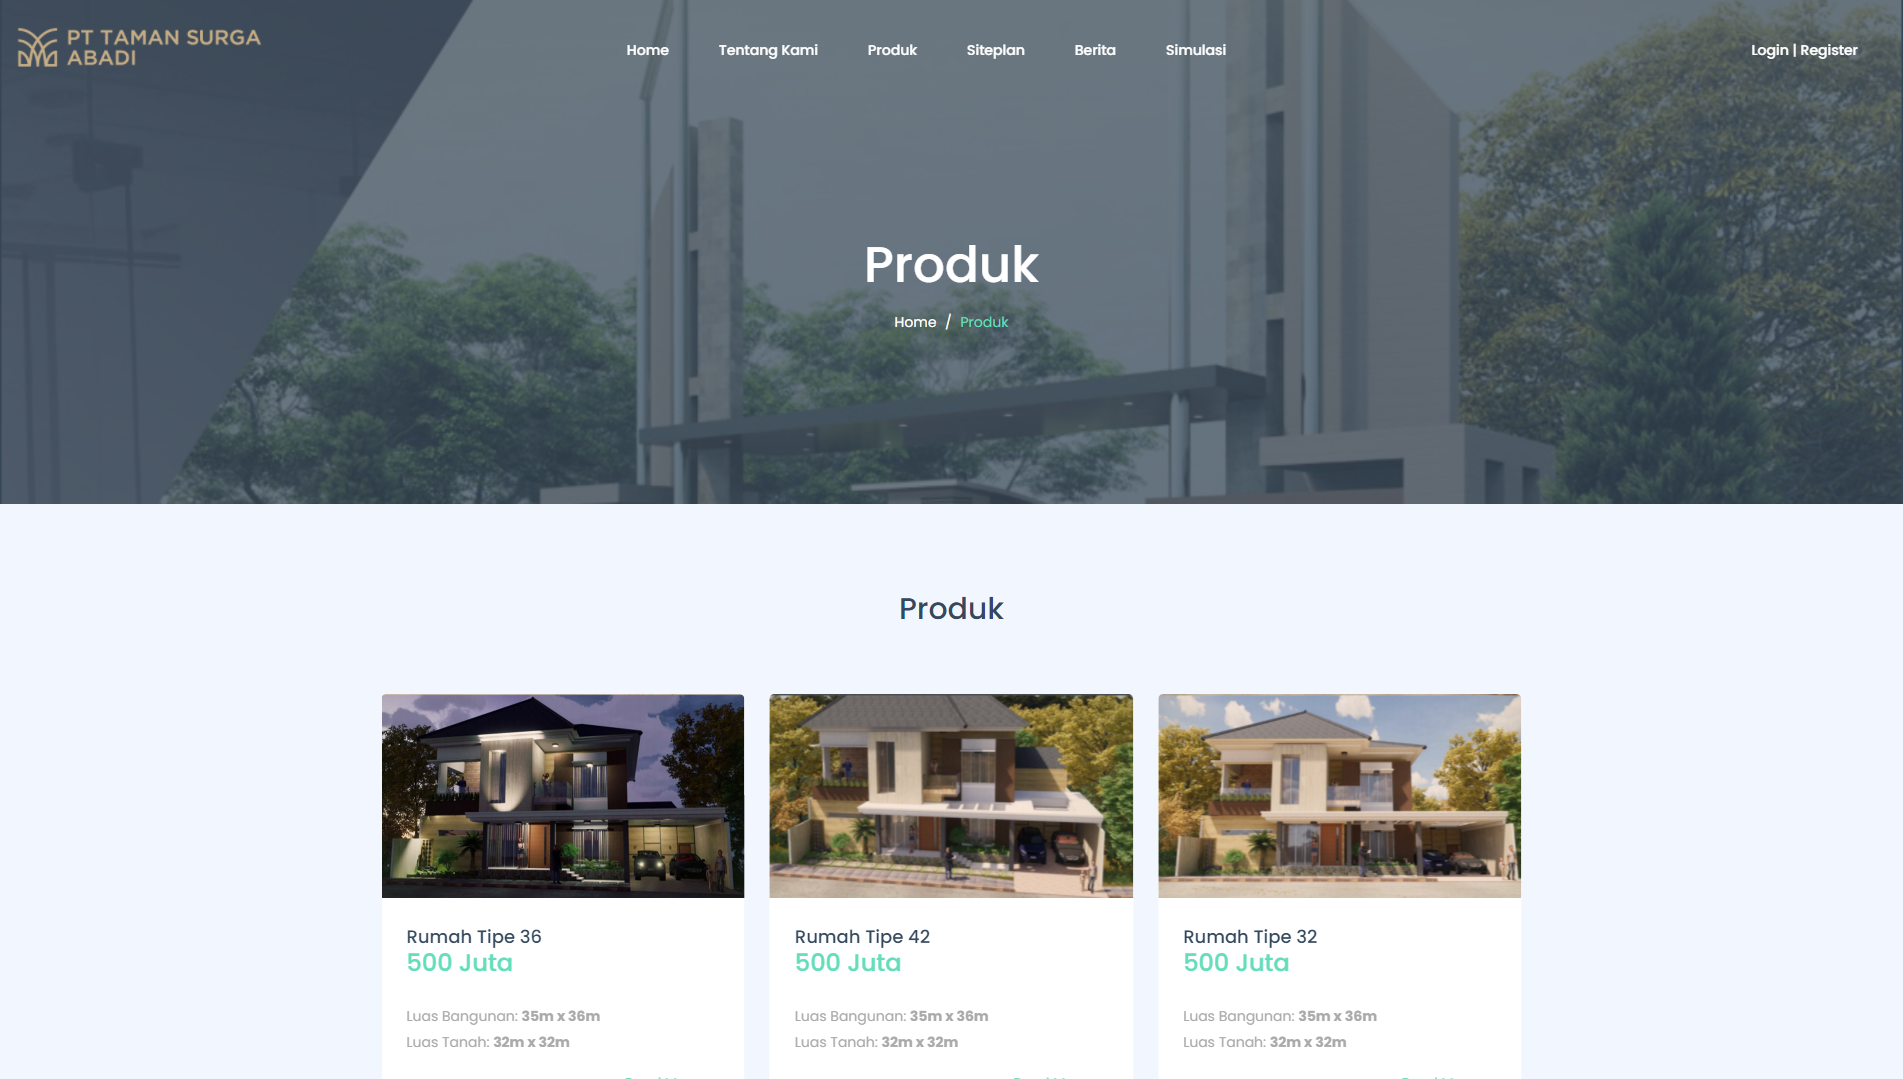 PT TAMAN SURGA
ABADI
Home Tentang Kami Produk Siteplan Berita Simulasi
Login | Register
Produk
Home / Produk
Produk
Rumah Tipe 36
500 Juta
Luas Bangunan: 35m x 36m
Luas Tanah: 32m x 32m
Rumah Tipe 42
500 Juta
Luas Bangunan: 35m x 36m
Luas Tanah: 32m x 32m
Rumah Tipe 32
500 Juta
Luas Bangunan: 35m x 36m
Luas Tanah: 32m x 32m